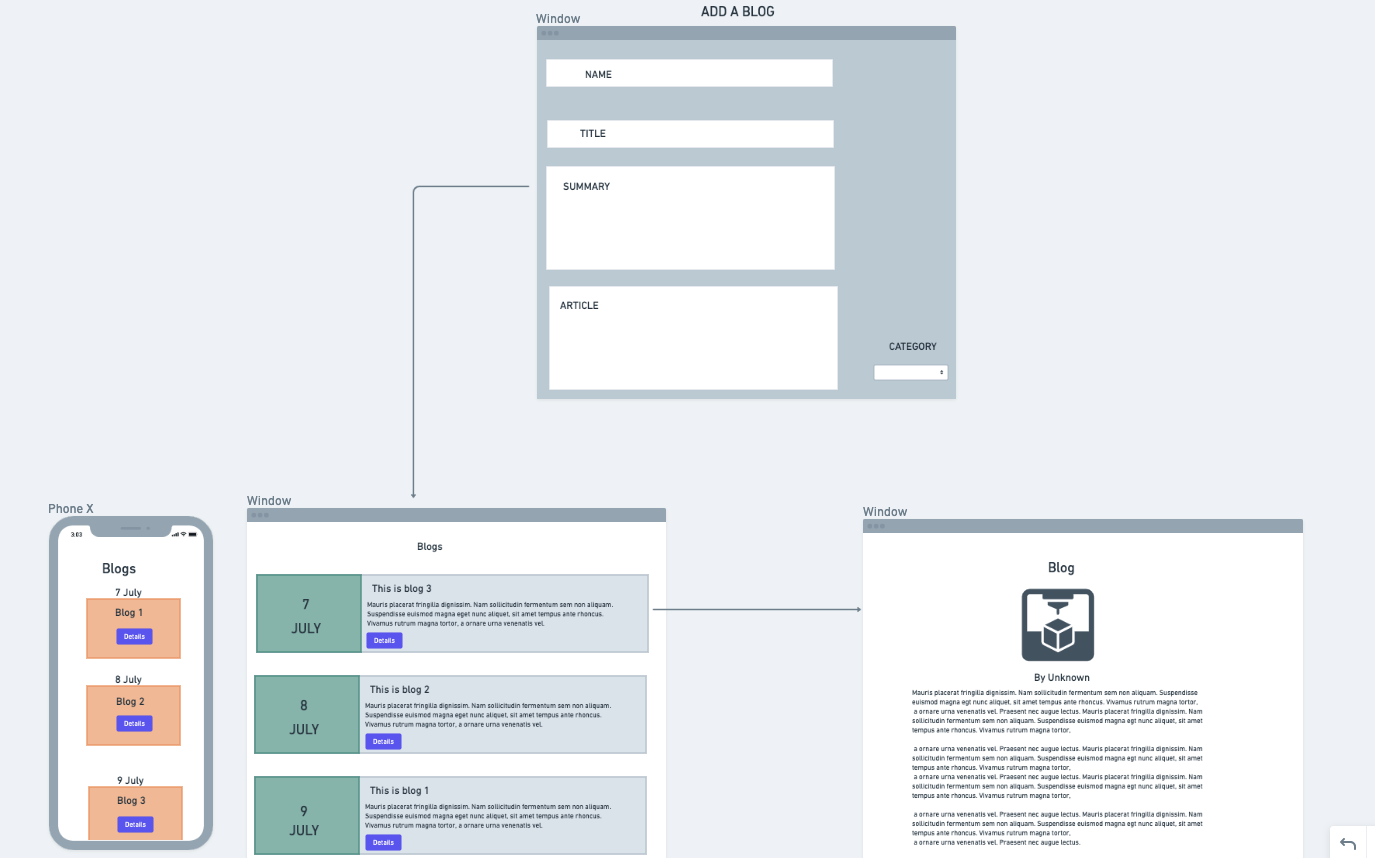 ADD A BLOG
Window
NAME
TITLE
SUMMARY
ARTICLE
CATEGORY
Phone X
3:03
Blogs
7 July
Blog 1
Details
8 July
Blog 2
Details
9 July
Blog 3
Details
Window
Blogs
7
JULY
This is blog 3
Mauris placerat fringilla dignissim. Nam sollicitudin fermentum sem non aliquam.
Suspendisse euismod magna eget nunc aliquet, sit amet tempus ante rhoncus.
Vivamus rutrum magna tortor, a ornare urna venenatis vel.
Details
8
JULY
This is blog 2
Mauris placerat fringilla dignissim. Nam sollicitudin fermentum sem non aliquam.
Suspendisse euismod magna eget nunc aliquet, sit amet tempus ante rhoncus.
Vivamus rutrum magna tortor, a ornare urna venenatis vel.
Details
9
JULY
This is blog 1
Mauris placerat fringilla dignissim. Nam sollicitudin fermentum sem non aliquam.
Suspendisse euismod magna eget nunc aliquet, sit amet tempus ante rhoncus.
Vivamus rutrum magna tortor, a ornare urna venenatis vel.
Details
Window
Blog
By Unknown
Mauris placerat fringilla dignissim. Nam sollicitudin fermentum sem non aliquam. Suspendisse
euismod magna egt nunc aliquet, sit amet tempus ante rhoncus. Vivamus rutrum magna tortor,
a ornare urna venenatis vel. Praesent nec augue lectus. Mauris placerat fringilla dignissim. Nam
sollicitudin fermentum sem non aliquam. Suspendisse euismod magna egt nunc aliquet, sit amet
tempus ante rhoncus. Vivamus rutrum magna tortor,
a ornare urna venenatis vel. Praesent nec augue lectus. Mauris placerat fringilla dignissim. Nam
sollicitudin fermentum sem non aliquam. Suspendisse euismod magna egt nunc aliquet, sit amet
tempus ante rhoncus. Vivamus rutrum magna tortor,
a ornare urna venenatis vel. Praesent nec augue lectus. Mauris placerat fringilla dignissim. Nam
sollicitudin fermentum sem non aliquam. Suspendisse euismod magna egt nunc aliquet, sit amet
tempus ante rhoncus. Vivamus rutrum magna tortor,
a ornare urna venenatis vel. Praesent nec augue lectus. Mauris placerat fringilla dignissim. Nam
sollicitudin fermentum sem non aliquam. Suspendisse euismod magna egt nunc aliquet, sit amet
tempus ante rhoncus. Vivamus rutrum magna tortor,
a ornare urna venenatis vel. Praesent nec augue lectus.